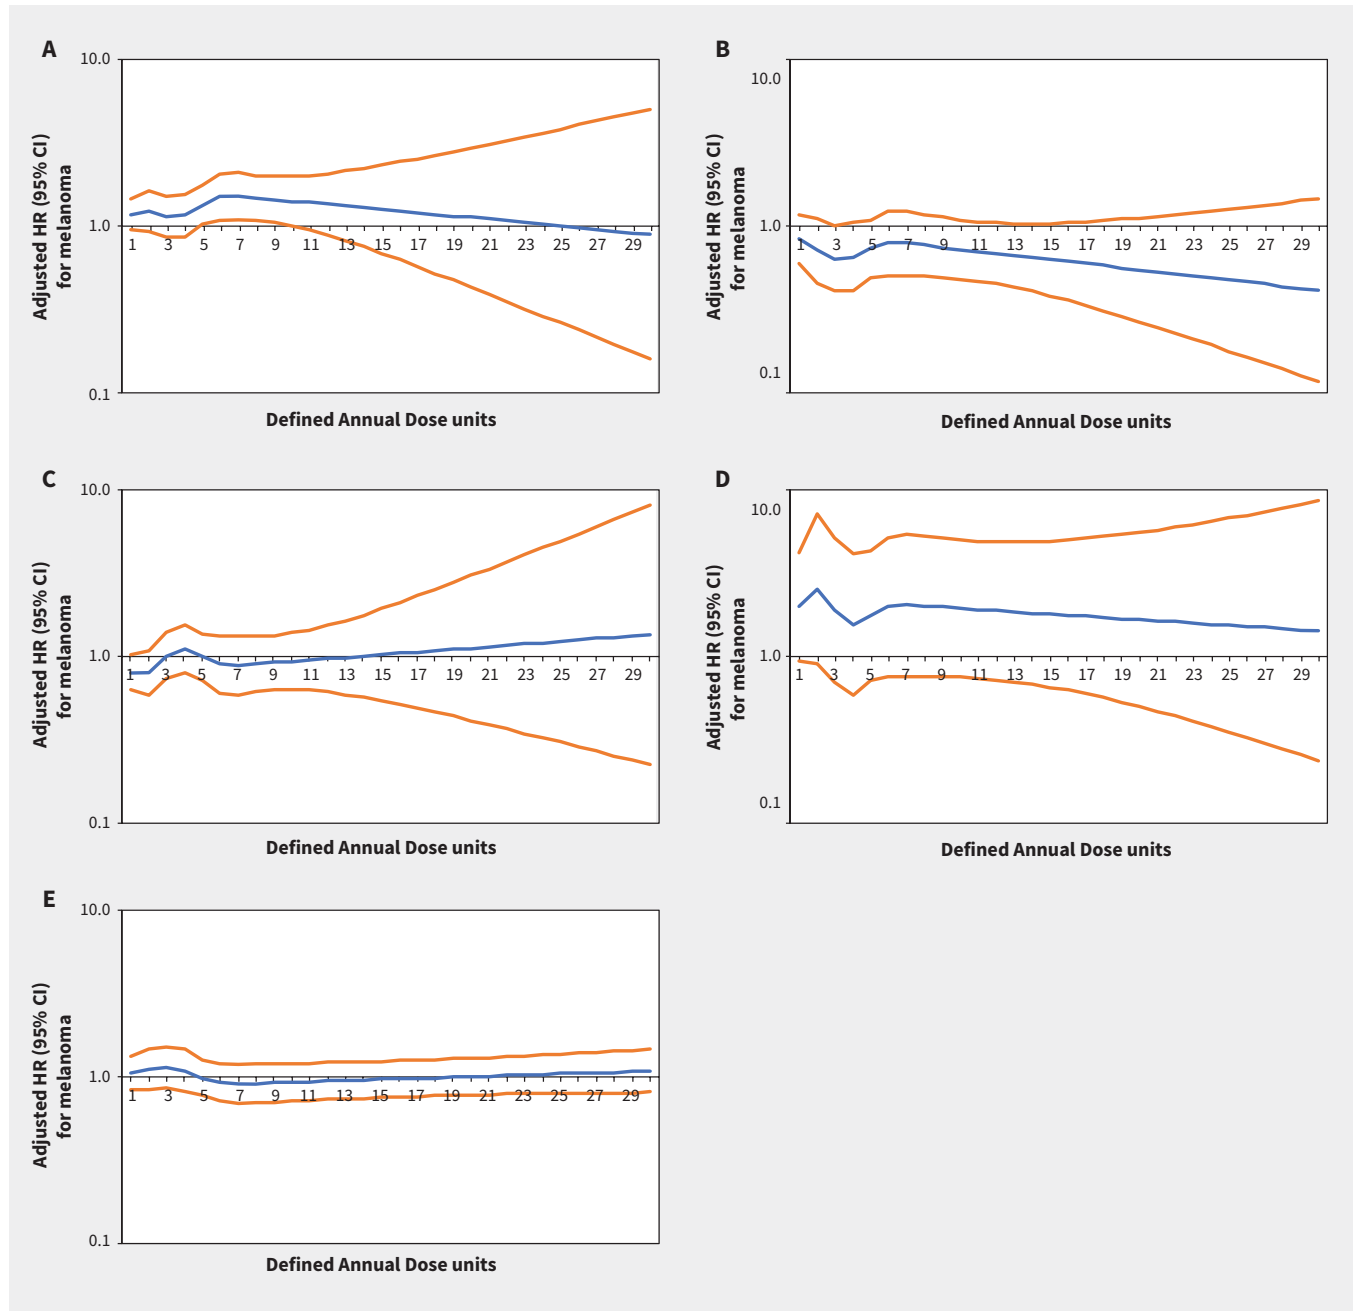 A
10.0
1.0
0.1
1 3 5 7 9 11 13 15 17 19 21 23 25 27 29
Adjusted HR (95% CI)
for melanoma
Defined Annual Dose units
B
10.0
1.0
0.1
1 3 5 7 9 11 13 15 17 19 21 23 25 27 29
Adjusted HR (95% CI)
for melanoma
Defined Annual Dose units
C
10.0
1.0
0.1
1 3 5 7 9 11 13 15 17 19 21 23 25 27 29
Adjusted HR (95% CI)
for melanoma
Defined Annual Dose units
D
10.0
1.0
0.1
1 3 5 7 9 11 13 15 17 19 21 23 25 27 29
Adjusted HR (95% CI)
for melanoma
Defined Annual Dose units
E
10.0
1.0
0.1
1 3 5 7 9 11 13 15 17 19 21 23 25 27 29
Adjusted HR (95% CI)
for melanoma
Defined Annual Dose units